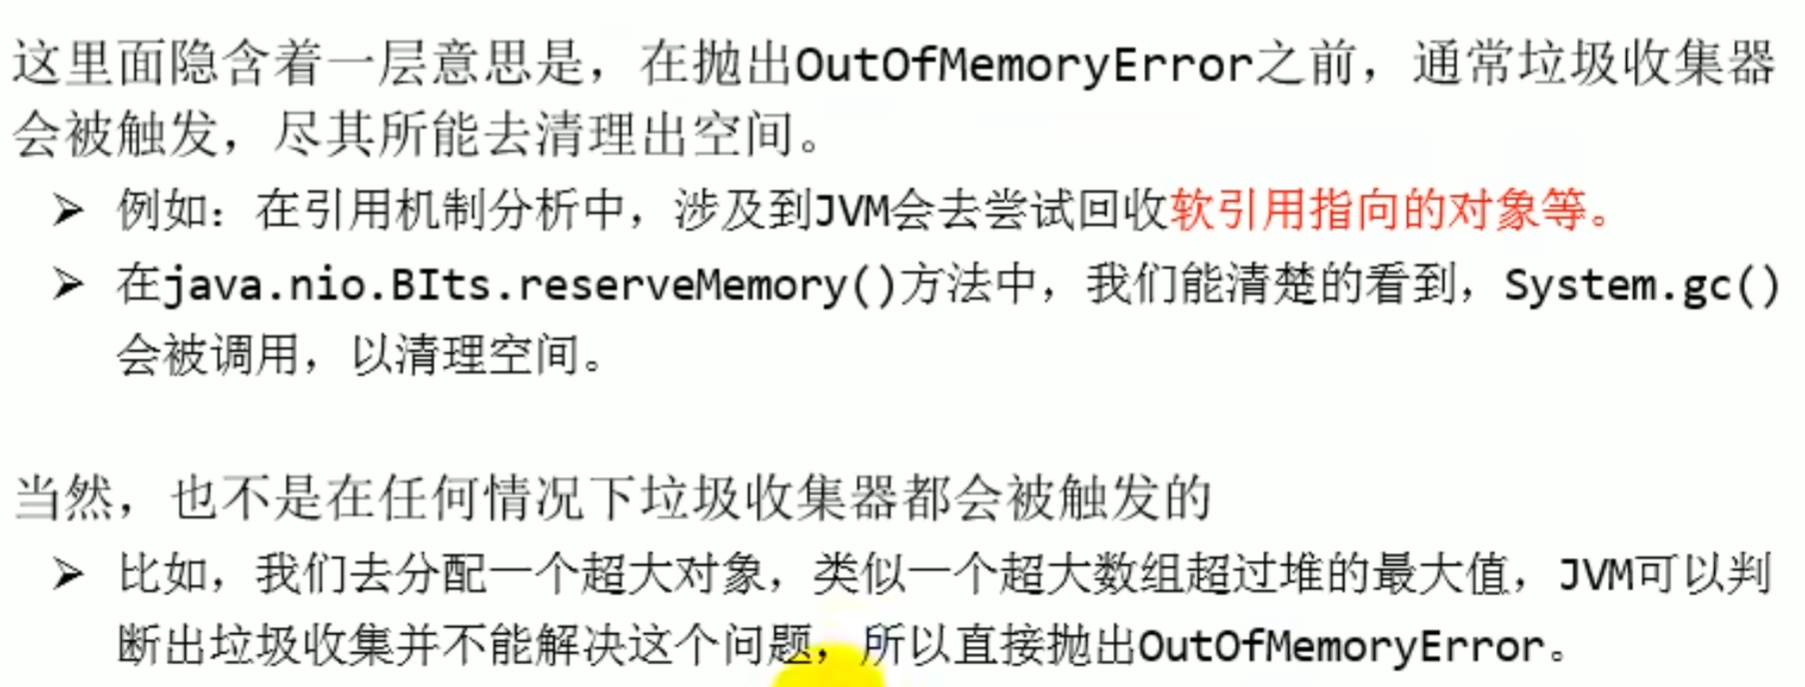 这里面隐含着一层意思是，在抛出OutOfMemoryError之前，通常垃圾收集器
会被触发，尽其所能去清理出空间。
➢ 例如：在引用机制分析中，涉及到JVM会去尝试回收软引用指向的对象等。
➢ 在java.nio.BIts.reserveMemory()方法中，我们能清楚的看到，System.gc()
会被调用，以清理空间。
当然，也不是在任何情况下垃圾收集器都会被触发的
➢ 比如，我们去分配一个超大对象，类似一个超大数组超过堆的最大值，JVM可以判
断出垃圾收集并不能解决这个问题，所以直接抛出OutOfMemoryError。